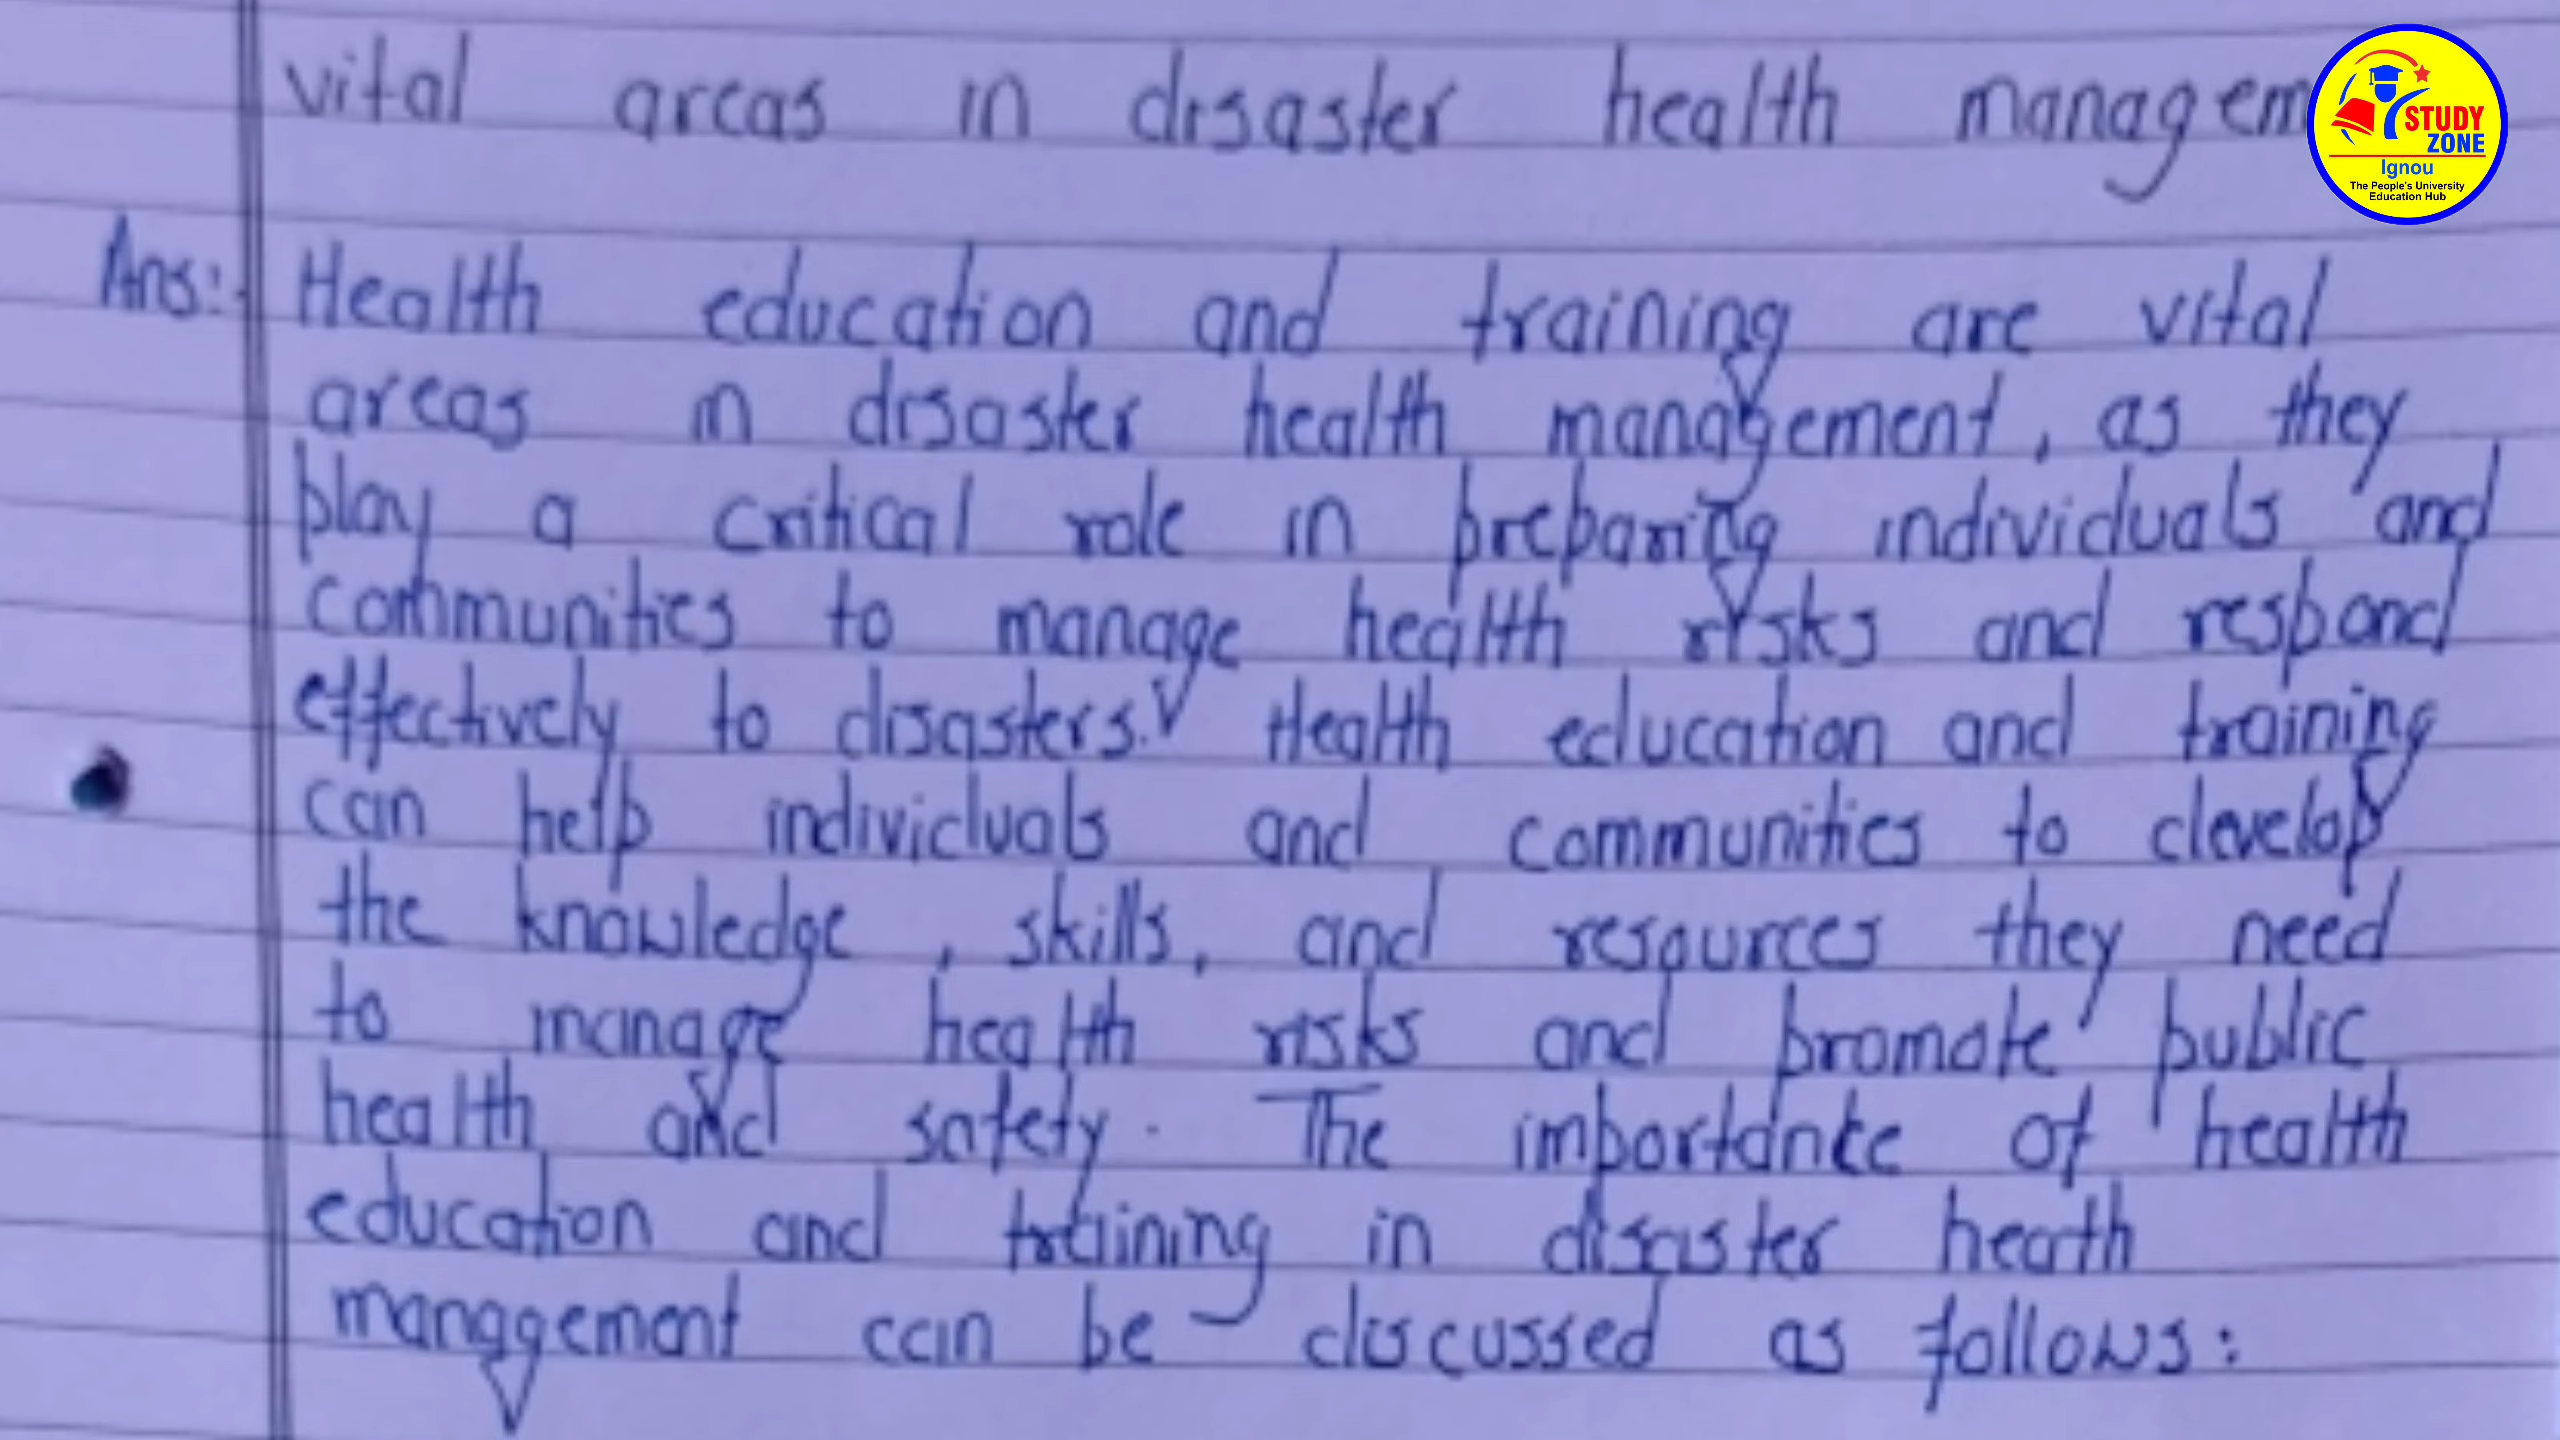 vital areas in disaster health managem
STUDY
ZONE
Ignou
The People's University
Education Hub
Ans:- Health education and training are vital
areas in disaster health management, as they
play a critical role in preparing individuals and
communities to manage health risks and respond
effectively to disasters. Health education and training
can help individuals and communities to develop
the knowledge, skills, and resources they need
to manage health risks and promote public
health and safety. The importance of health
education and training in disaster heath
management can be discussed as follows: